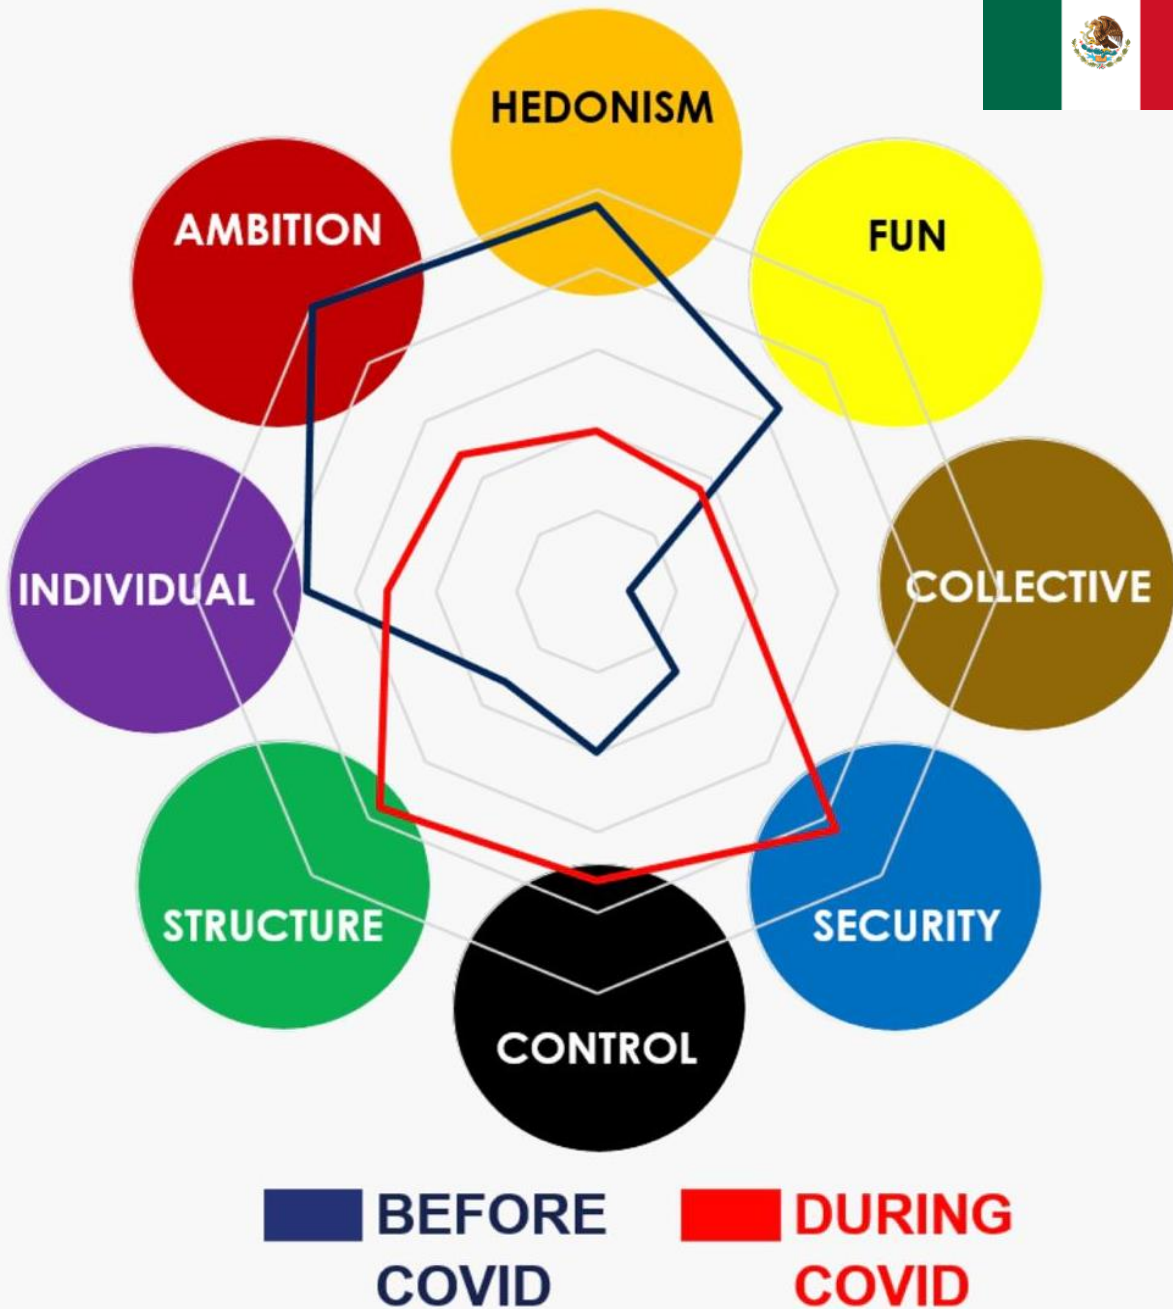 HEDONISM
AMBITION
FUN
INDIVIDUAL
COLLECTIVE
STRUCTURE
SECURITY
CONTROL
BEFORE COVID
DURING COVID